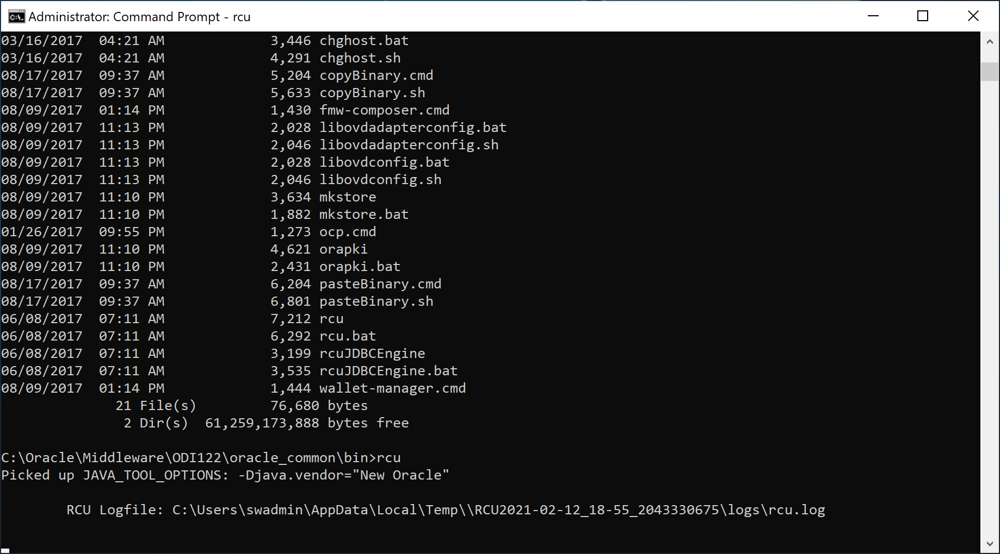 Administrator: Command Prompt - rcu
03/16/2017  04:21 AM             3,446 chghost.bat
03/16/2017  04:21 AM             4,291 chghost.sh
08/17/2017  09:37 AM             5,204 copyBinary.cmd
08/17/2017  09:37 AM             5,633 copyBinary.sh
08/09/2017  01:14 PM             1,430 fmw-composer.cmd
08/09/2017  11:13 PM             2,028 libovdadapterconfig.bat
08/09/2017  11:13 PM             2,046 libovdadapterconfig.sh
08/09/2017  11:13 PM             2,028 libovdconfig.bat
08/09/2017  11:13 PM             2,046 libovdconfig.sh
08/09/2017  11:10 PM             3,634 mkstore
08/09/2017  11:10 PM             1,882 mkstore.bat
01/26/2017  09:55 PM             1,273 ocp.cmd
08/09/2017  11:10 PM             4,621 orapki
08/09/2017  11:10 PM             2,431 orapki.bat
08/17/2017  09:37 AM             6,204 pasteBinary.cmd
08/17/2017  09:37 AM             6,801 pasteBinary.sh
06/08/2017  07:11 AM             7,212 rcu
06/08/2017  07:11 AM             6,292 rcu.bat
06/08/2017  07:11 AM             3,199 rcuJDBCEngine
06/08/2017  07:11 AM             3,535 rcuJDBCEngine.bat
08/09/2017  01:14 PM             1,444 wallet-manager.cmd
              21 File(s)         76,680 bytes
               2 Dir(s)  61,259,173,888 bytes free
C:\Oracle\Middleware\ODI122\oracle_common\bin>rcu
Picked up JAVA_TOOL_OPTIONS: -Djava.vendor="New Oracle"
        RCU Logfile: C:\Users\swadmin\AppData\Local\Temp\\RCU2021-02-12_18-55_2043330675\logs\rcu.log